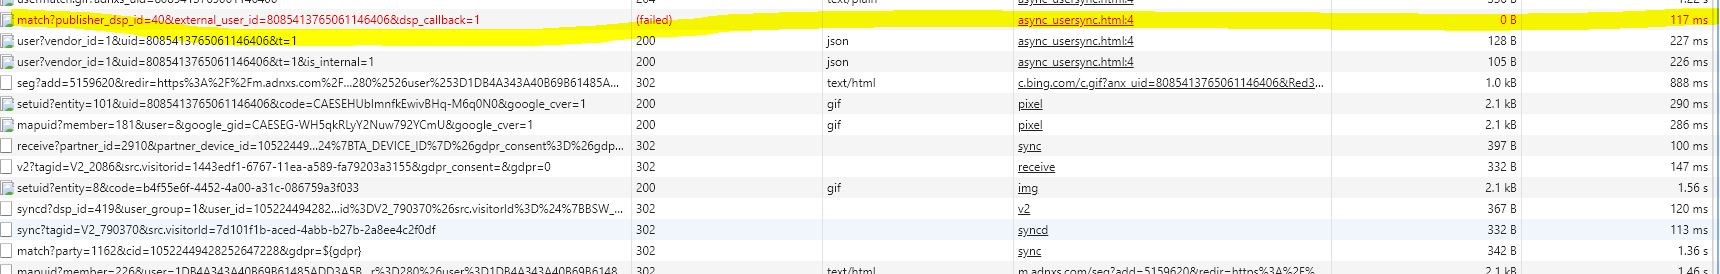 match?publisher_dsp_id=40&external_user_id=8085413765061146406&dsp_callback=1 (failed) async_usersync.html:4 0 B 117 ms
user?vendor_id=1&uid=8085413765061146406&t=1 200 json async_usersync.html:4 128 B 227 ms
user?vendor_id=1&uid=8085413765061146406&t=1&is_internal=1 200 json async_usersync.html:4 105 B 226 ms
seg?add=5159620&redir=https%3A%2F%2Fm.adnxs.com%2F...280%2526user%253D1DB4A343A40B69B61485A... 302 text/html c.bing.com/c.gif?anx_uid=8085413765061146406&Red3... 1.0 kB 888 ms
setuid?entity=101&uid=8085413765061146406&code=CAESEHUbImnfkEwivBHq-M6q0N0&google_cver=1 200 gif pixel 2.1 kB 290 ms
mapuid?member=181&user=&google_gid=CAESEG-WH5qkRLyY2Nuw792YCmU&google_cver=1 200 gif pixel 2.1 kB 286 ms
receive?partner_id=2910&partner_device_id=10522449...24%7BTA_DEVICE_ID%7D%26gdpr_consent%3D%26gdp... 302 sync 397 B 100 ms
v2?tagid=V2_2086&src.visitorid=1443edf1-6767-11ea-a589-fa79203a3155&gdpr_consent=&gdpr=0 302 receive 332 B 147 ms
setuid?entity=8&code=b4f55e6f-4452-4a00-a31c-086759a3f033 200 gif img 2.1 kB 1.56 s
syncd?dsp_id=419&user_group=1&user_id=105224494282...id%3DV2_790370%26src.visitorId%3D%24%7BBSW_... 302 v2 367 B 120 ms
sync?tagid=V2_790370&src.visitorId=7d101f1b-aced-4abb-b27b-2a8ee4c2f0df 302 syncd 332 B 113 ms
match?party=1162&cid=10522449428252647228&gdpr=${gdpr} 302 sync 342 B 1.36 s
mapuid?member=226&user=1DB4A343A40B69B61485ADD3A5B...r%3D280%26user%3D1DB4A343A40B69B6148... 302 text/html m.adnxs.com/seg?add=5159620&redir=https%3A%2F%... 2.1 kB 1.46 s